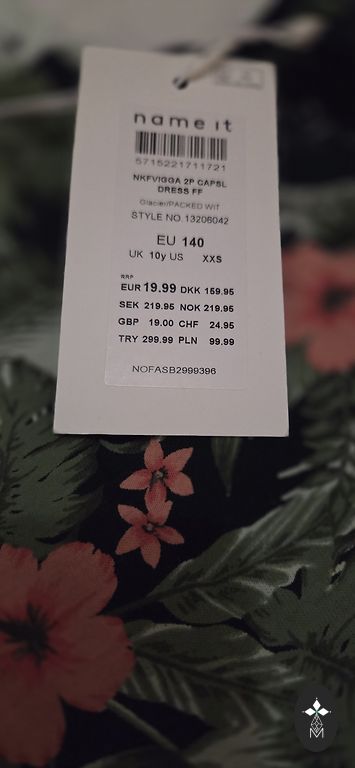 name it
5715221711721
NKFVIGGA 2P CAPSL
DRESS FF
Glacier/PACKED WIT
STYLE NO.13206042
EU 140
UK 10y US XXS
RRP
EUR 19.99 DKK 159.95
SEK 219.95 NOK 219.95
GBP 19.00 CHF 24.95
TRY 299.99 PLN 99.99
NOFASB2999396
M